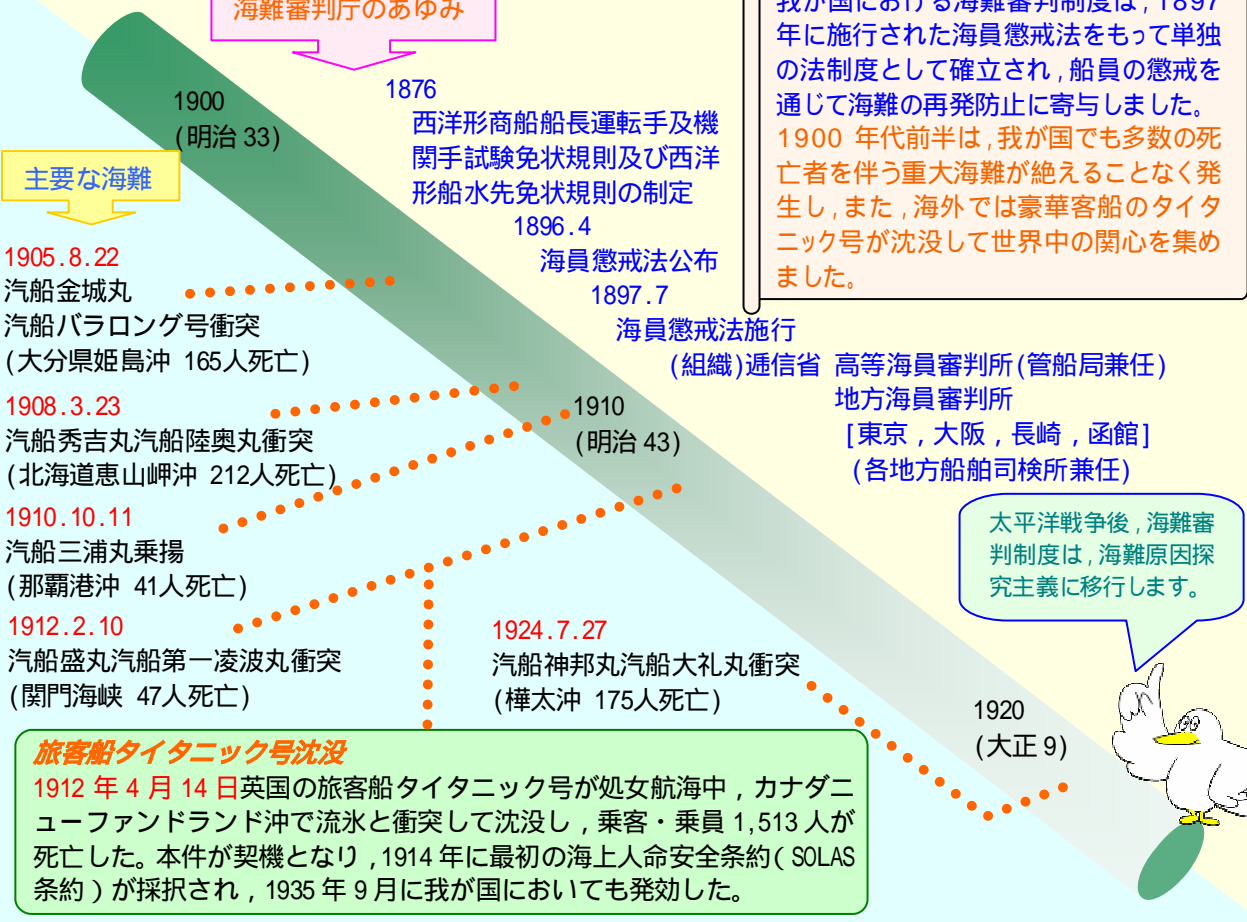 海難審判庁のあゆみ
我が国における海難審判制度は,1897
年に施行された海員懲戒法をもって単独
の法制度として確立され,船員の懲戒を
通じて海難の再発防止に寄与しました。
1900 年代前半は,我が国でも多数の死
亡者を伴う重大海難が絶えることなく発
生し,また,海外では豪華客船のタイタ
ニック号が沈没して世界中の関心を集め
ました。
1900
(明治 33)
1876
西洋形商船船長運転手及機
関手試験免状規則及び西洋
形船水先免状規則の制定
1896.4
海員懲戒法公布
1897.7
海員懲戒法施行
(組織)逓信省 高等海員審判所(管船局兼任)
地方海員審判所
[東京,大阪,長崎,函館]
(各地方船舶司検所兼任)
主要な海難
1905.8.22
汽船金城丸
汽船バラロング号衝突
(大分県姫島沖 165人死亡)
1908.3.23
汽船秀吉丸汽船陸奥丸衝突
(北海道恵山岬沖 212人死亡)
1910
(明治 43)
1910.10.11
汽船三浦丸乗揚
(那覇港沖 41人死亡)
1912.2.10
汽船盛丸汽船第一凌波丸衝突
(関門海峡 47人死亡)
1924.7.27
汽船神邦丸汽船大礼丸衝突
(樺太沖 175人死亡)
太平洋戦争後,海難審
判制度は,海難原因探
究主義に移行します。
1920
(大正 9)
旅客船タイタニック号沈没
1912 年 4 月 14 日英国の旅客船タイタニック号が処女航海中,カナダニ
ューファンドランド沖で流氷と衝突して沈没し,乗客・乗員 1,513 人が
死亡した。本件が契機となり,1914 年に最初の海上人命安全条約(SOLAS
条約)が採択され,1935 年 9 月に我が国においても発効した。